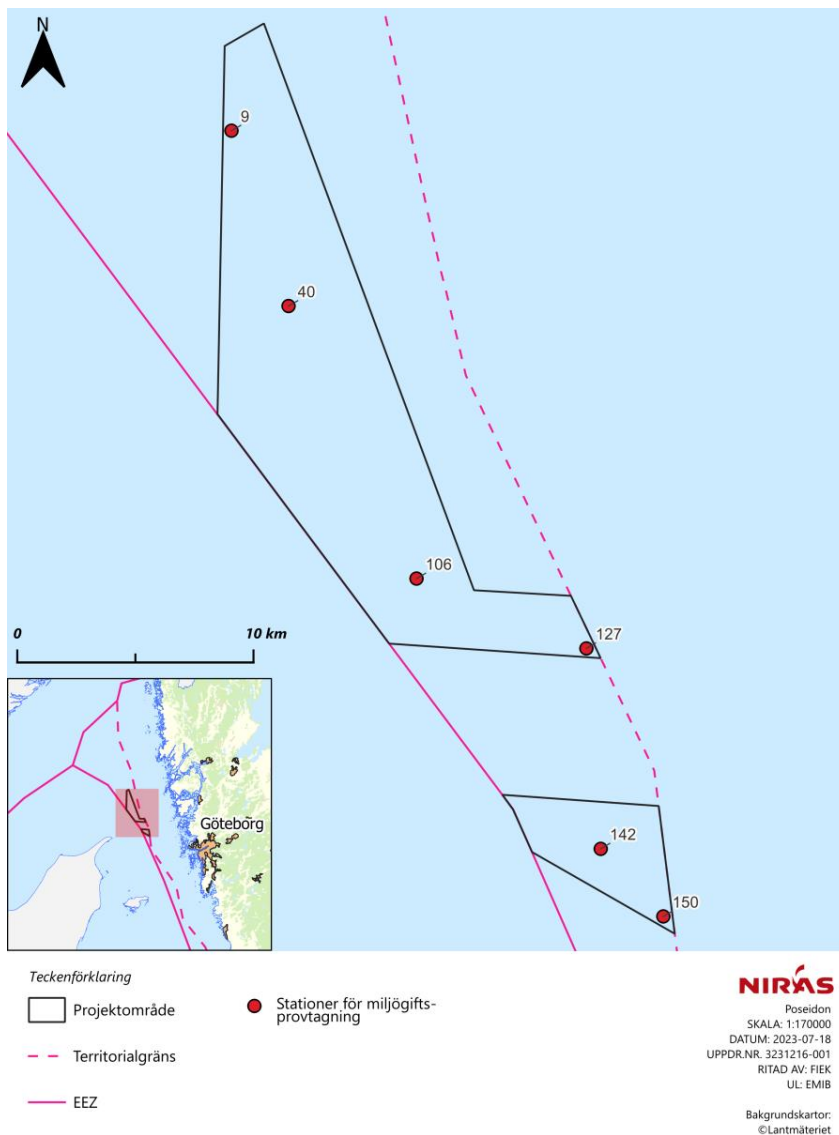 N
9
40
106
127
0 10 km
Göteborg
142
150
Teckenförklaring
Projektområde
Territorialgräns
EEZ
Stationer för miljögifts-
provtagning
NIRÁS
Poseidon
SKALA: 1:170000
DATUM: 2023-07-18
UPPDR.NR. 3231216-001
RITAD AV: FIEK
UL: EMIB
Bakgrundskartor:
©Lantmäteriet